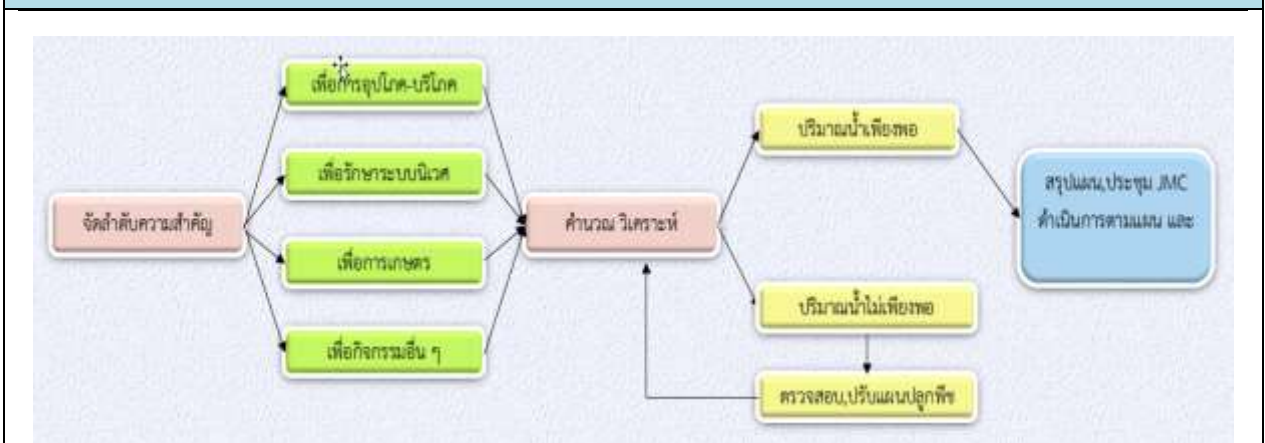 เพื่อการอุปโภค-บริโภค
เพื่อรักษาระบบนิเวศ
จัดลำดับความสำคัญ
เพื่อการเกษตร
เพื่อกิจกรรมอื่น ๆ
คำนวณ วิเคราะห์
ปริมาณน้ำเพียงพอ
ปริมาณน้ำไม่เพียงพอ
ตรวจสอบ,ปรับแผนปลูกพืช
สรุปแผน,ประชุม JMC
ดำเนินการตามแผน และ